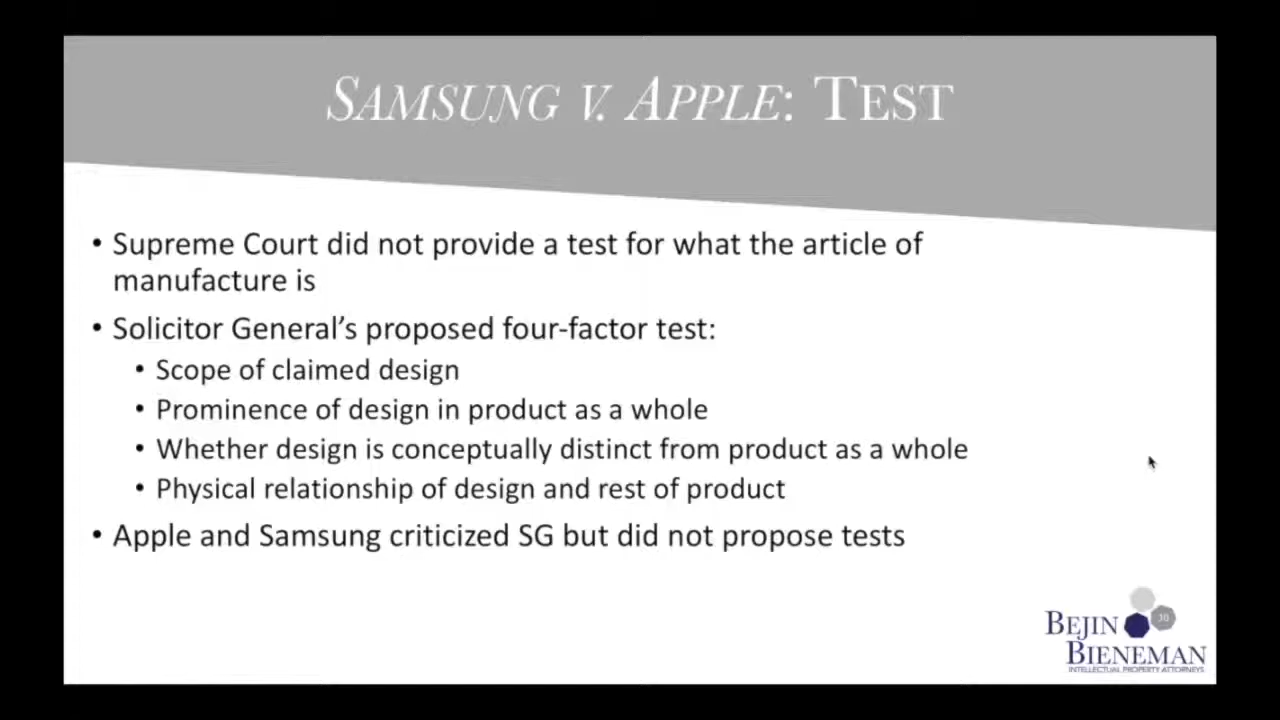 SAMSUNG V. APPLE: TEST
• Supreme Court did not provide a test for what the article of
manufacture is
• Solicitor General’s proposed four-factor test:
• Scope of claimed design
• Prominence of design in product as a whole
• Whether design is conceptually distinct from product as a whole
• Physical relationship of design and rest of product
• Apple and Samsung criticized SG but did not propose tests
30
BEJIN
BIENEMAN
INTELLECTUAL PROPERTY ATTORNEYS